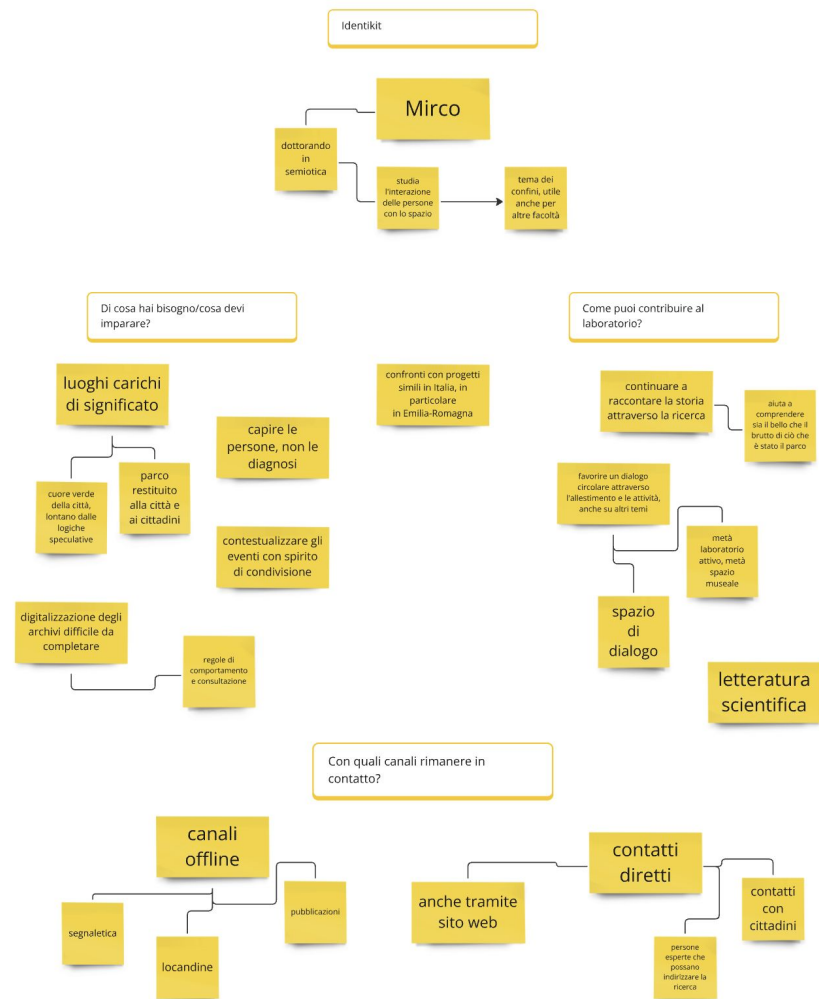 Identikit
Mirco
dottorando
in
semiotica
studia
l'interazione
delle persone
con lo spazio
tema dei
confini, utile
anche per
altre facoltà
Di cosa hai bisogno/cosa devi
imparare?
luoghi carichi
di significato
cuore verde
della città,
lontano dalle
logiche
speculative
parco
restituito
alla città e
ai cittadini
capire le
persone, non le
diagnosi
contestualizzare gli
eventi con spirito
di condivisione
digitalizzazione degli
archivi difficile da
completare
regole di
comportamento
e consultazione
confronti con progetti
simili in Italia, in
particolare
in Emilia-Romagna
Come puoi contribuire al
laboratorio?
continuare a
raccontare la storia
attraverso la ricerca
aiuta a
comprendere
sia il bello che il
brutto di ciò che
è stato il parco
favorire un dialogo
circolare attraverso
l'allestimento e le attività,
anche su altri temi
metà
laboratorio
attivo, metà
spazio
museale
spazio
di
dialogo
letteratura
scientifica
Con quali canali rimanere in
contatto?
canali
offline
segnaletica
locandine
pubblicazioni
contatti
diretti
anche tramite
sito web
persone
esperte che
possano
indirizzare la
ricerca
contatti
con
cittadini